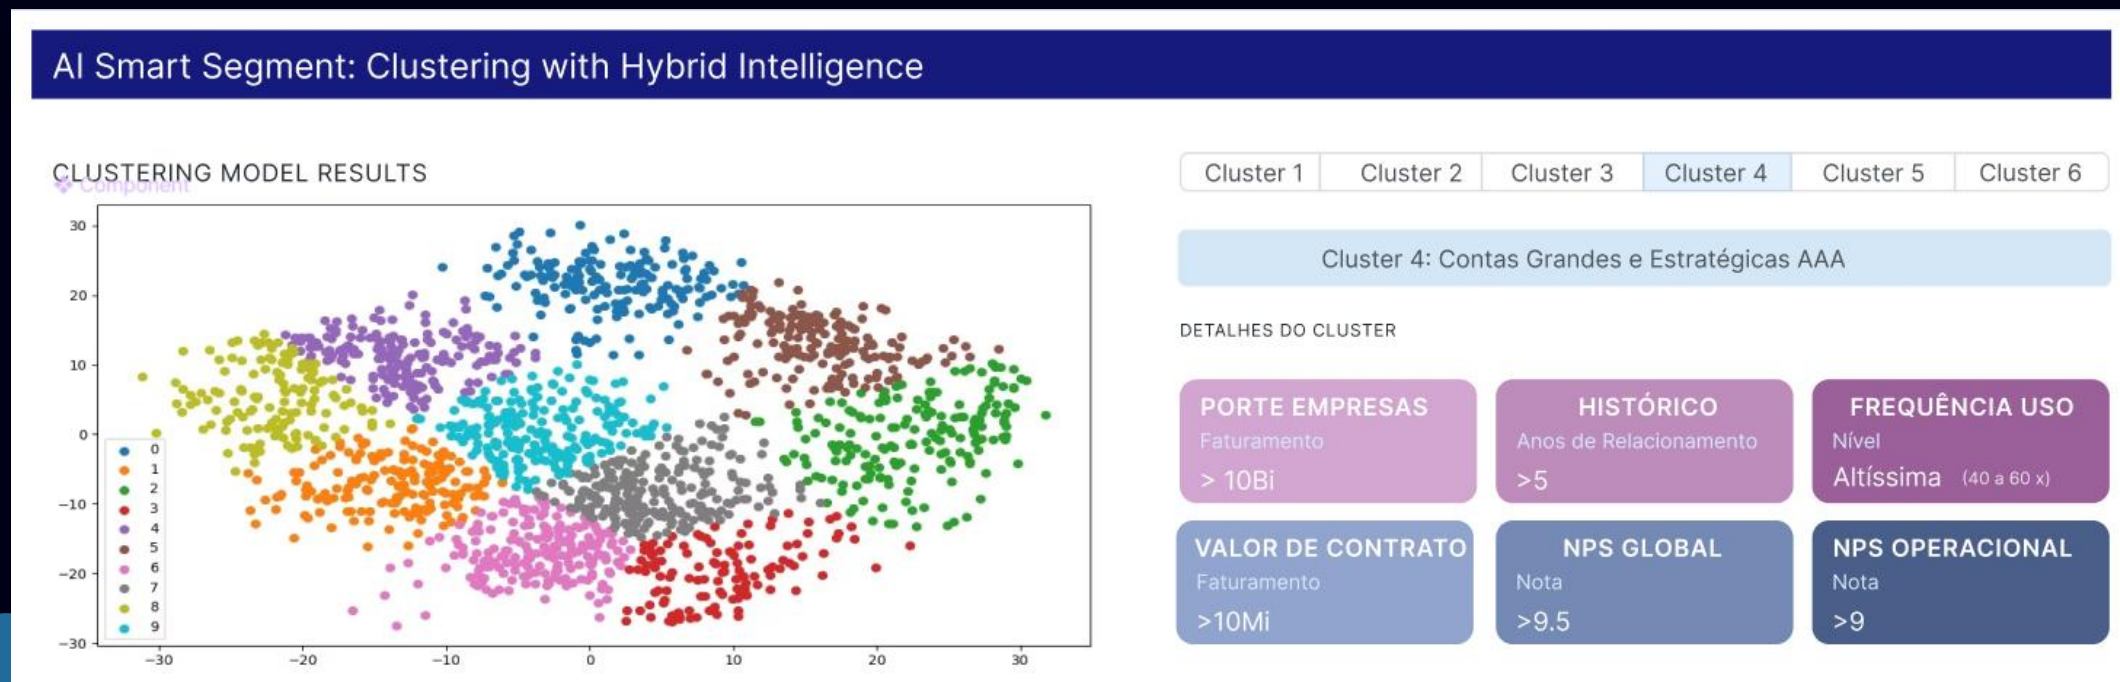 AI Smart Segment: Clustering with Hybrid Intelligence
CLUSTERING MODEL RESULTS
Component
30
20
10
0
−10
−20
−30
0
1
2
3
4
5
6
7
8
9
−30
−20
−10
0
10
20
30
Cluster 1
Cluster 2
Cluster 3
Cluster 4
Cluster 5
Cluster 6
Cluster 4: Contas Grandes e Estratégicas AAA
DETALHES DO CLUSTER
PORTE EMPRESAS
Faturamento
> 10Bi
HISTÓRICO
Anos de Relacionamento
>5
FREQUÊNCIA USO
Nível
Altíssima (40 a 60 x)
VALOR DE CONTRATO
Faturamento
>10Mi
NPS GLOBAL
Nota
>9.5
NPS OPERACIONAL
Nota
>9